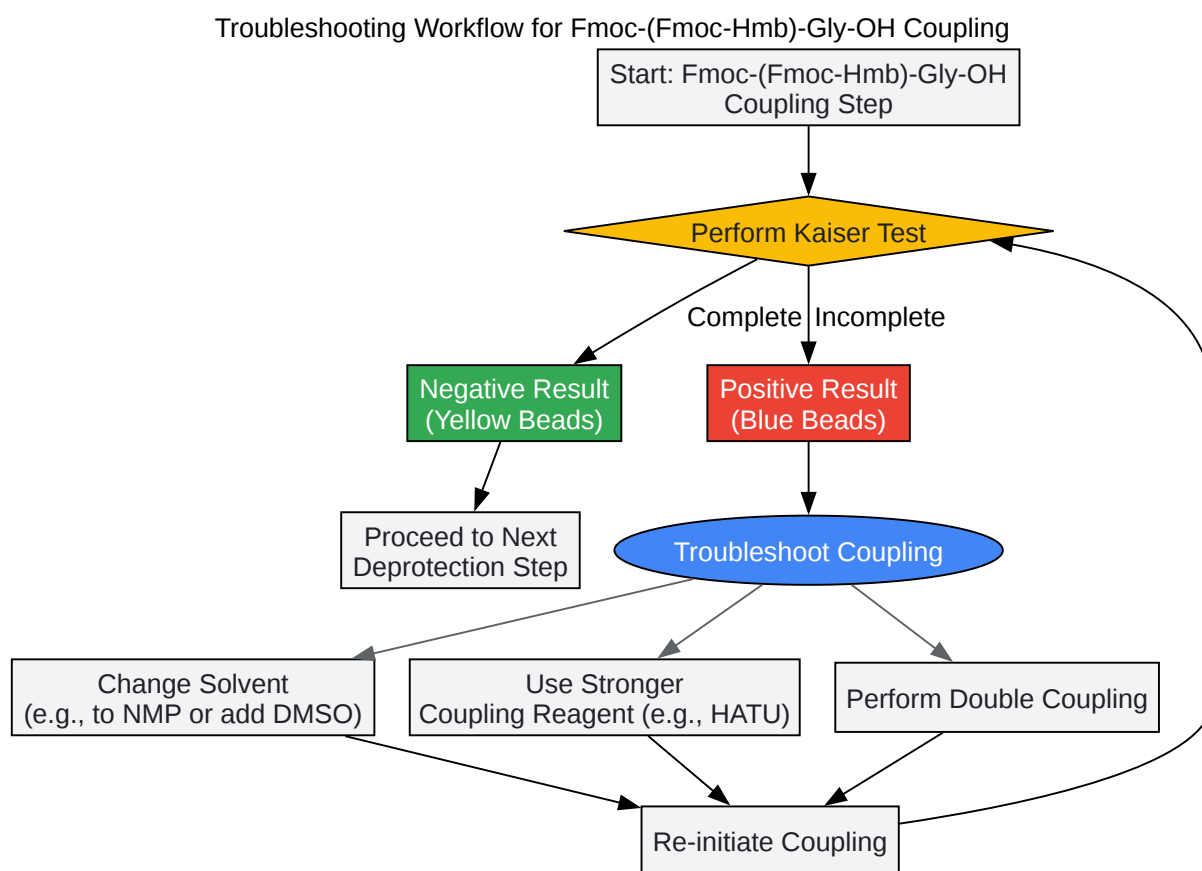 Troubleshooting Workflow for Fmoc-(Fmoc-Hmb)-Gly-OH Coupling
Start: Fmoc-(Fmoc-Hmb)-Gly-OH
Coupling Step
Perform Kaiser Test
Complete
Incomplete
Negative Result
(Yellow Beads)
Positive Result
(Blue Beads)
Proceed to Next
Deprotection Step
Troubleshoot Coupling
Change Solvent
(e.g., to NMP or add DMSO)
Use Stronger
Coupling Reagent (e.g., HATU)
Perform Double Coupling
Re-initiate Coupling